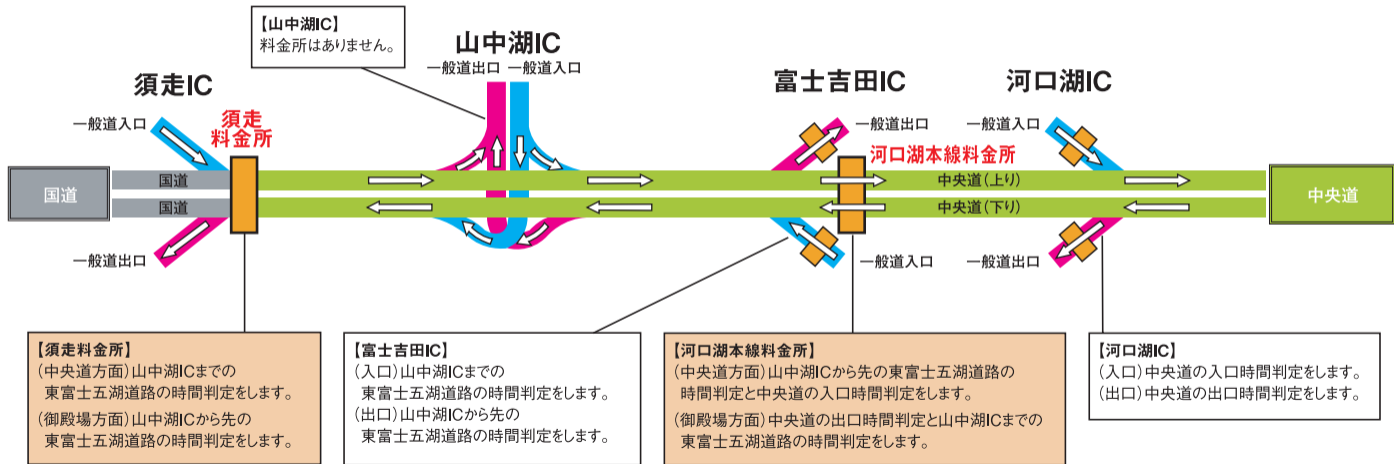 【山中湖IC】
料金所はありません。
山中湖IC
一般道出口
一般道入口
須走IC
一般道入口
須走
料金所
富士吉田IC
一般道出口
河口湖本線料金所
河口湖IC
一般道入口
国道
国道
国道
中央道(上り)
中央道(下り)
中央道
一般道出口
一般道入口
一般道出口
【須走料金所】
(中央道方面)山中湖ICまでの
東富士五湖道路の時間判定をします。
(御殿場方面)山中湖ICから先の
東富士五湖道路の時間判定をします。
【富士吉田IC】
(入口)山中湖ICまでの
東富士五湖道路の時間判定をします。
(出口)山中湖ICから先の
東富士五湖道路の時間判定をします。
【河口湖本線料金所】
(中央道方面)山中湖ICから先の東富士五湖道路の
時間判定と中央道の入口時間判定をします。
(御殿場方面)中央道の出口時間判定と山中湖ICまでの
東富士五湖道路の時間判定をします。
【河口湖IC】
(入口)中央道の入口時間判定をします。
(出口)中央道の出口時間判定をします。